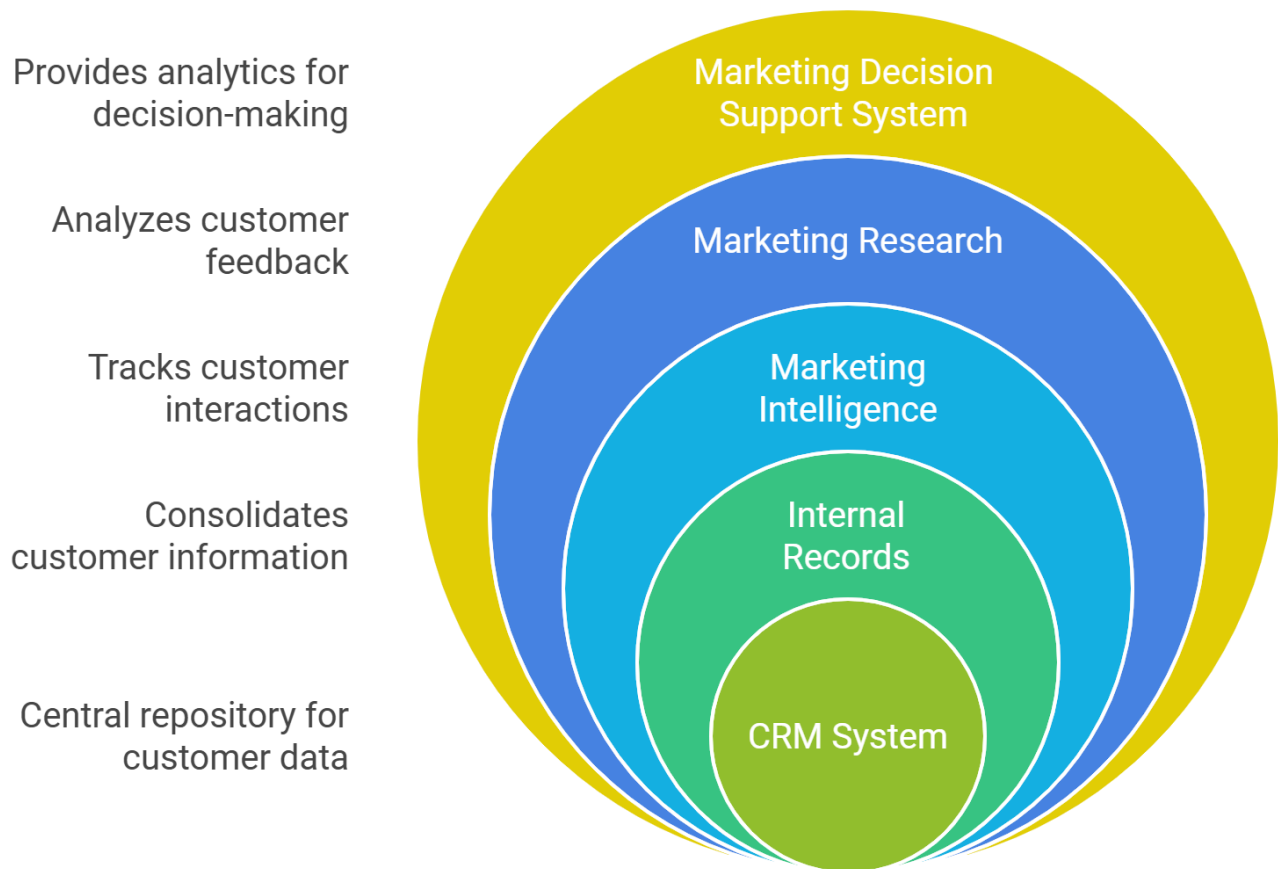 Provides analytics for
decision-making
Marketing Decision
Support System
Analyzes customer
feedback
Marketing Research
Tracks customer
interactions
Marketing
Intelligence
Consolidates
customer information
Internal
Records
Central repository for
customer data
CRM System